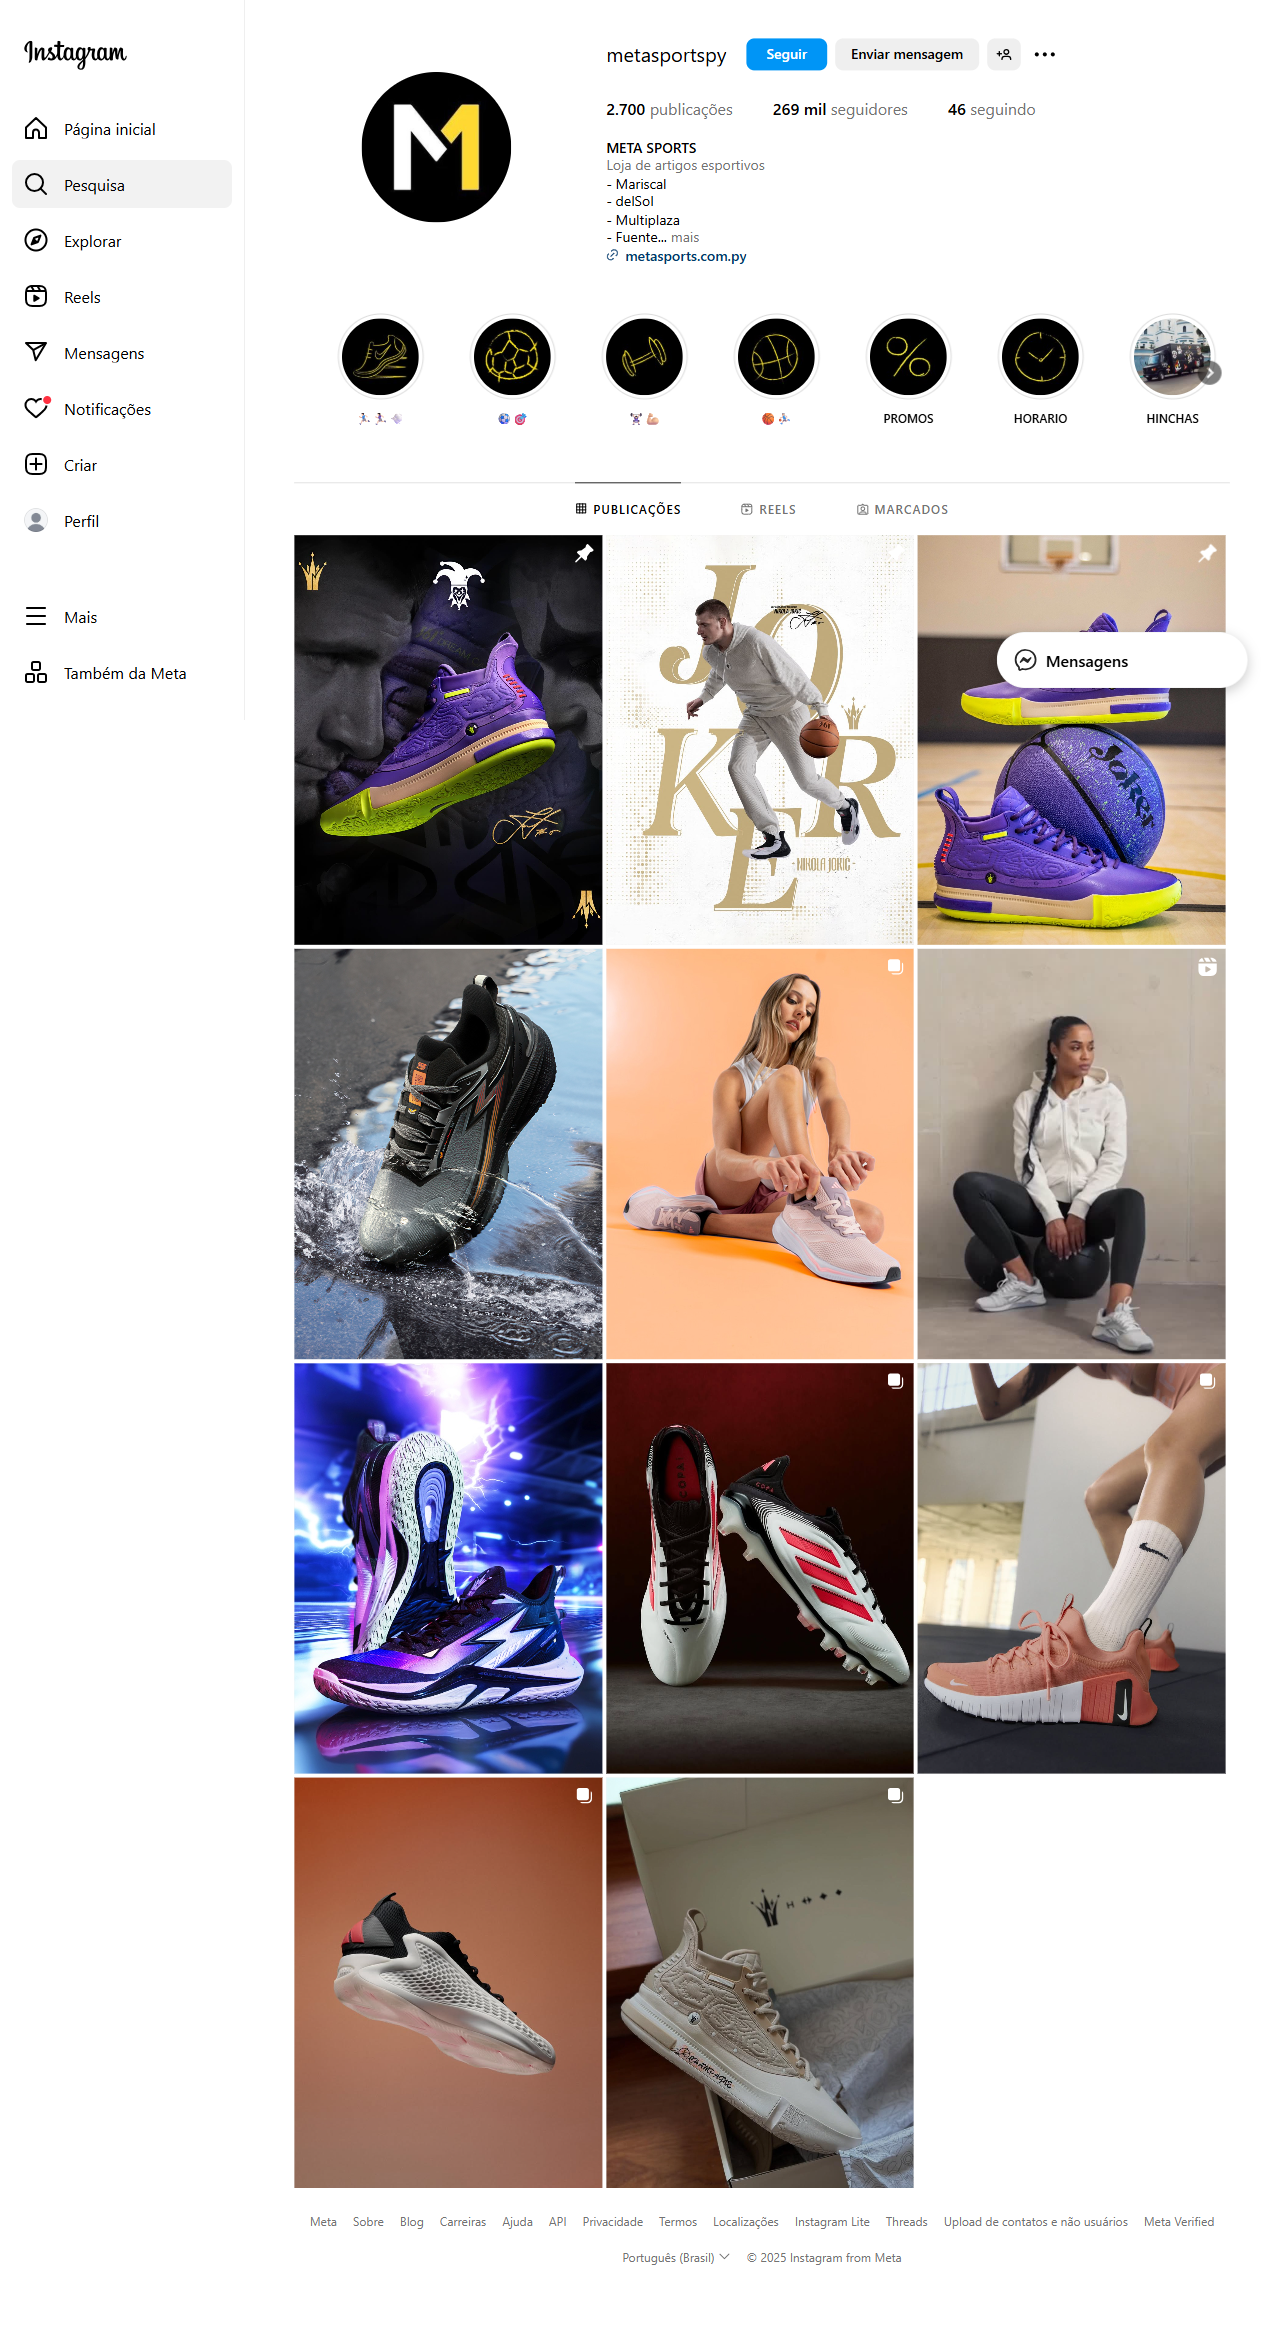 Instagram
Página inicial
Pesquisa
Explorar
Reels
Mensagens
Notificações
Criar
Perfil
Mais
Também da Meta
metasportspy
Seguir
Enviar mensagem
2.700 publicações
269 mil seguidores
46 seguindo
META SPORTS
Loja de artigos esportivos
- Mariscal
- delSol
- Multiplaza
- Fuente... mais
metasports.com.py
🏃🏻‍♀️🏃🏻‍♀️💨
⚽🎯
🏋🏻‍♀️💪🏼
🏀⛹🏻‍♀️
PROMOS
HORARIO
HINCHAS
PUBLICAÇÕES
REELS
MARCADOS
JOKER
- NIKOLA JOKIĆ -
Joker
Mensagens
COPA
Meta
Sobre
Blog
Carreiras
Ajuda
API
Privacidade
Termos
Localizações
Instagram Lite
Threads
Upload de contatos e não usuários
Meta Verified
Português (Brasil)
© 2025 Instagram from Meta